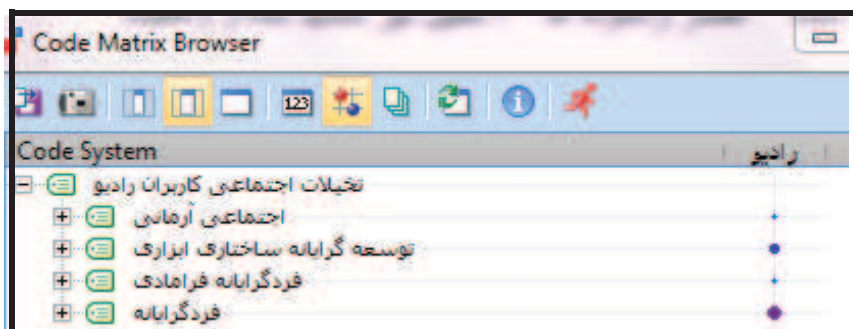 Code Matrix Browser
123
Code System رادیو
تخیلات اجتماعی کاربران رادیو
اجتماعی آرمانی
توسعه گرایانه ساختاری ابزاری
فردگرایانه فرامادی
فردگرایانه